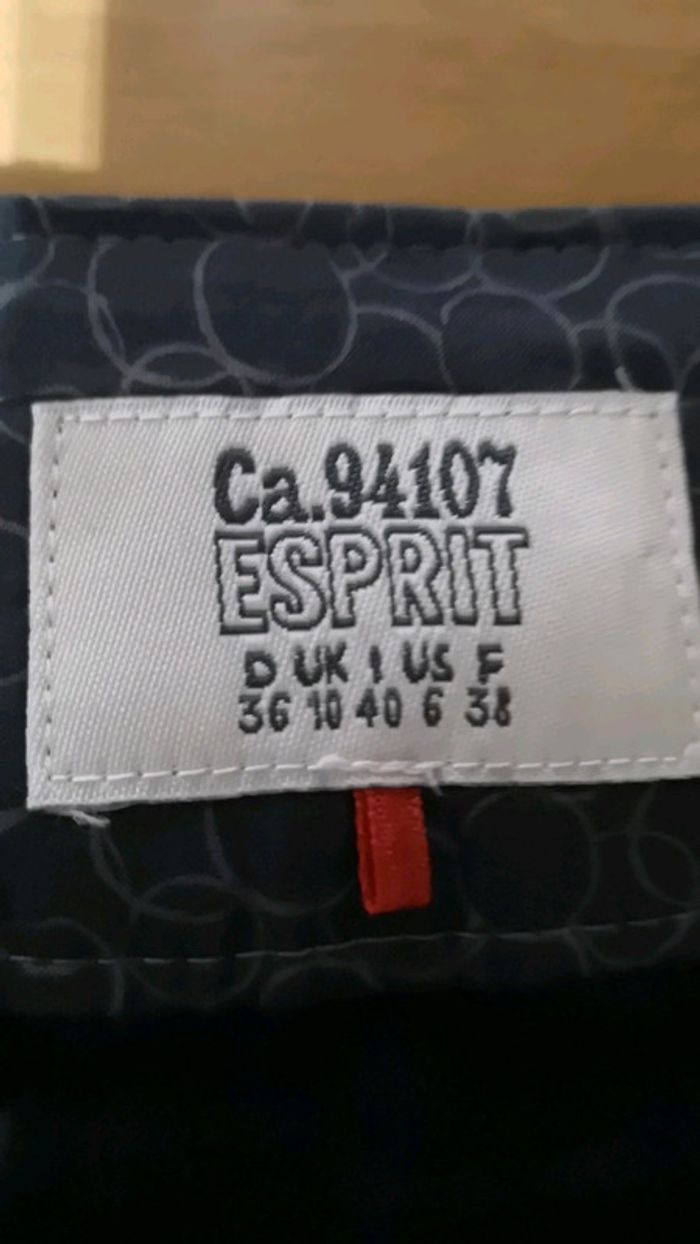 Ca.94107
ESPRIT
D UK I US F
36 10 40 6 38